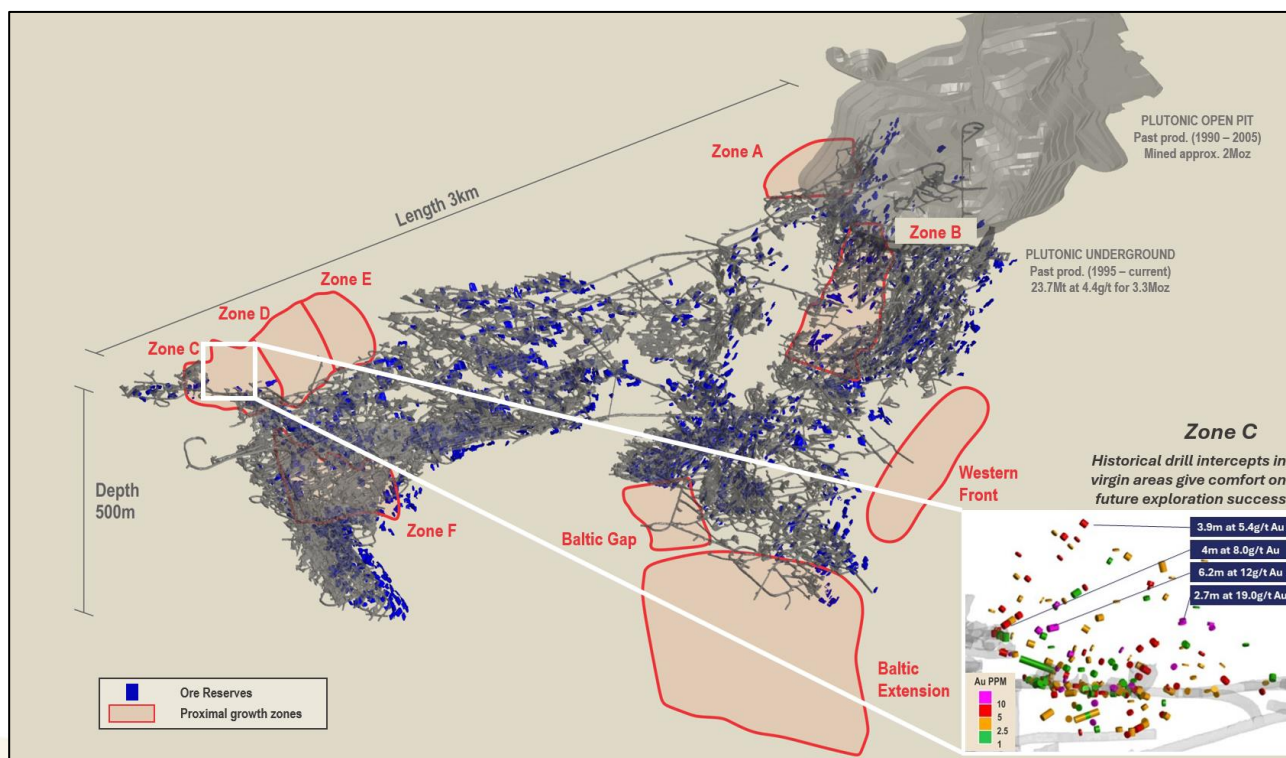 PLUTONIC OPEN PIT
Past prod. (1990 – 2005)
Mined approx. 2Moz
Zone A
Length 3km
Zone B
PLUTONIC UNDERGROUND
Past prod. (1995 – current)
23.7Mt at 4.4g/t for 3.3Moz
Zone E
Zone D
Zone C
Depth
500m
Zone F
Baltic Gap
Western
Front
Baltic
Extension
Zone C
Historical drill intercepts in
virgin areas give comfort on
future exploration success
3.9m at 5.4g/t Au
4m at 8.0g/t Au
6.2m at 12g/t Au
2.7m at 19.0g/t Au
Au PPM
10
5
2.5
1
Ore Reserves
Proximal growth zones